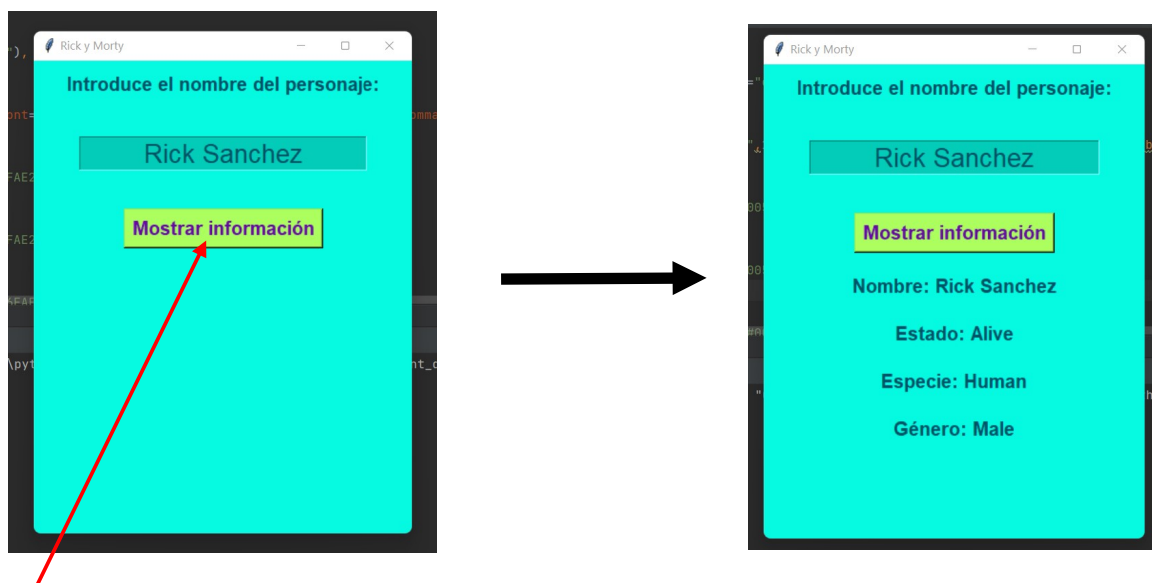 Rick y Morty
Introduce el nombre del personaje:
Rick Sanchez
Mostrar información
Rick y Morty
Introduce el nombre del personaje:
Rick Sanchez
Mostrar información
Nombre: Rick Sanchez
Estado: Alive
Especie: Human
Género: Male